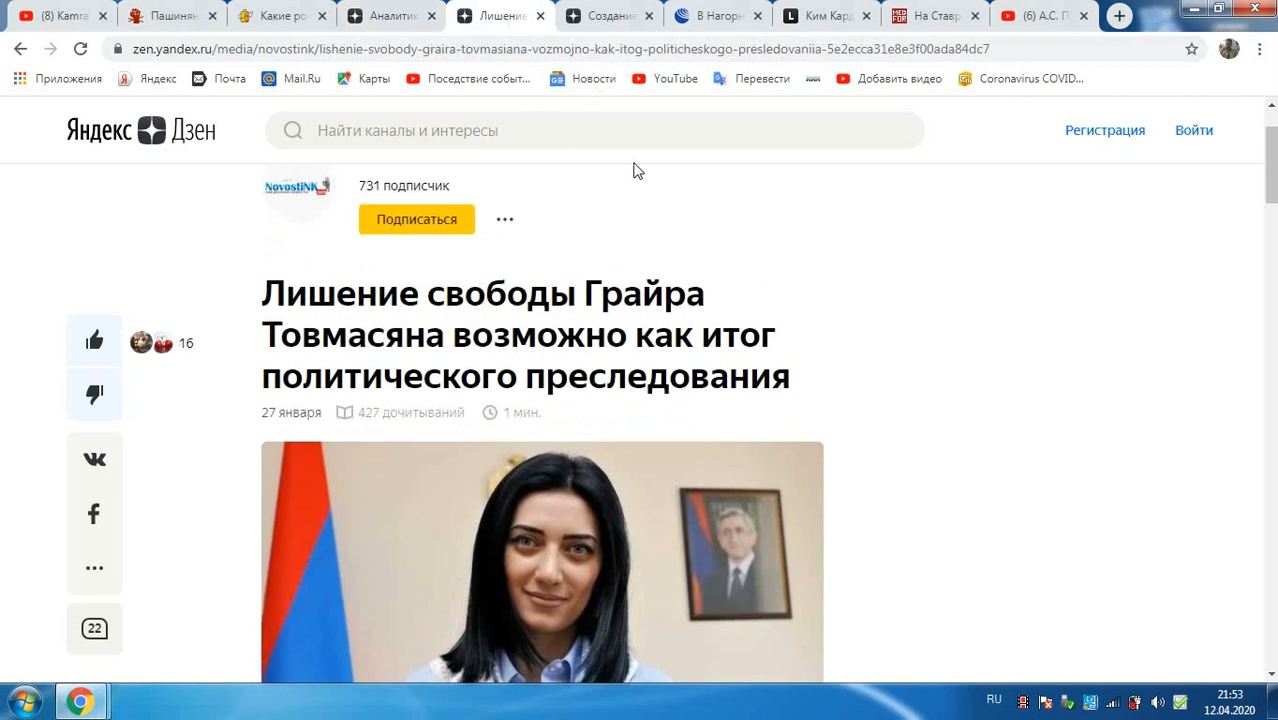 (8) Kamra
Пашинян
Какие ро
Аналитик
Лишение
Создание
В Нагорн
Ким Кард
На Ставр
(6) А.С. П
zen.yandex.ru/media/novostink/lishenie-svobody-graira-tovmasiana-vozmojno-kak-itog-politicheskogo-presledovaniia-5e2ecca31e8e3f00ada84dc7
Приложения
Яндекс
Почта
Mail.Ru
Карты
Поседствие събыт...
Новости
YouTube
Перевести
Добавить видео
Coronavirus COVID...
Яндекс Дзен
Найти каналы и интересы
Регистрация
Войти
NovostiNK
731 подписчик
Подписаться
Лишение свободы Грайра
Товмасяна возможно как итог
политического преследования
16
27 января
427 дочитываний
1 мин.
22
RU
21:53
12.04.2020